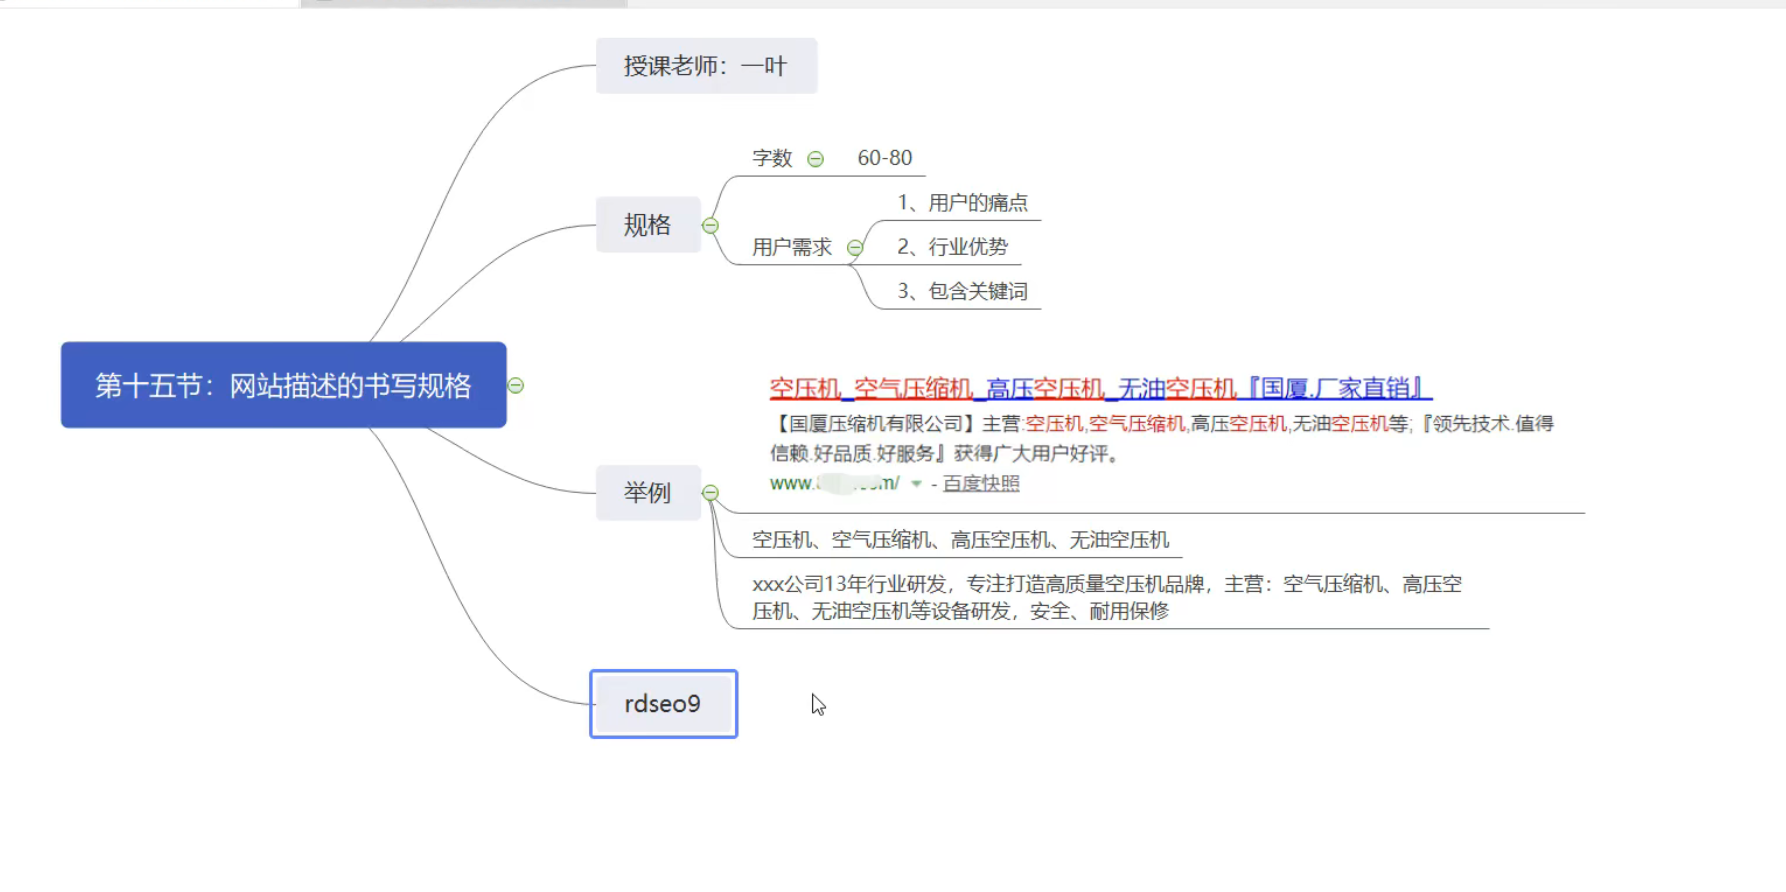 授课老师：一叶
规格
字数
60-80
用户需求
1、用户的痛点
2、行业优势
3、包含关键词
第十五节：网站描述的书写规格
举例
空压机_空气压缩机_高压空压机_无油空压机『国厦.厂家直销』
【国厦压缩机有限公司】主营:空压机,空气压缩机,高压空压机,无油空压机等;『领先技术.值得
信赖.好品质.好服务』获得广大用户好评。
www. m/ - 百度快照
空压机、空气压缩机、高压空压机、无油空压机
xxx公司13年行业研发，专注打造高质量空压机品牌，主营：空气压缩机、高压空
压机、无油空压机等设备研发，安全、耐用保修
rdseo9